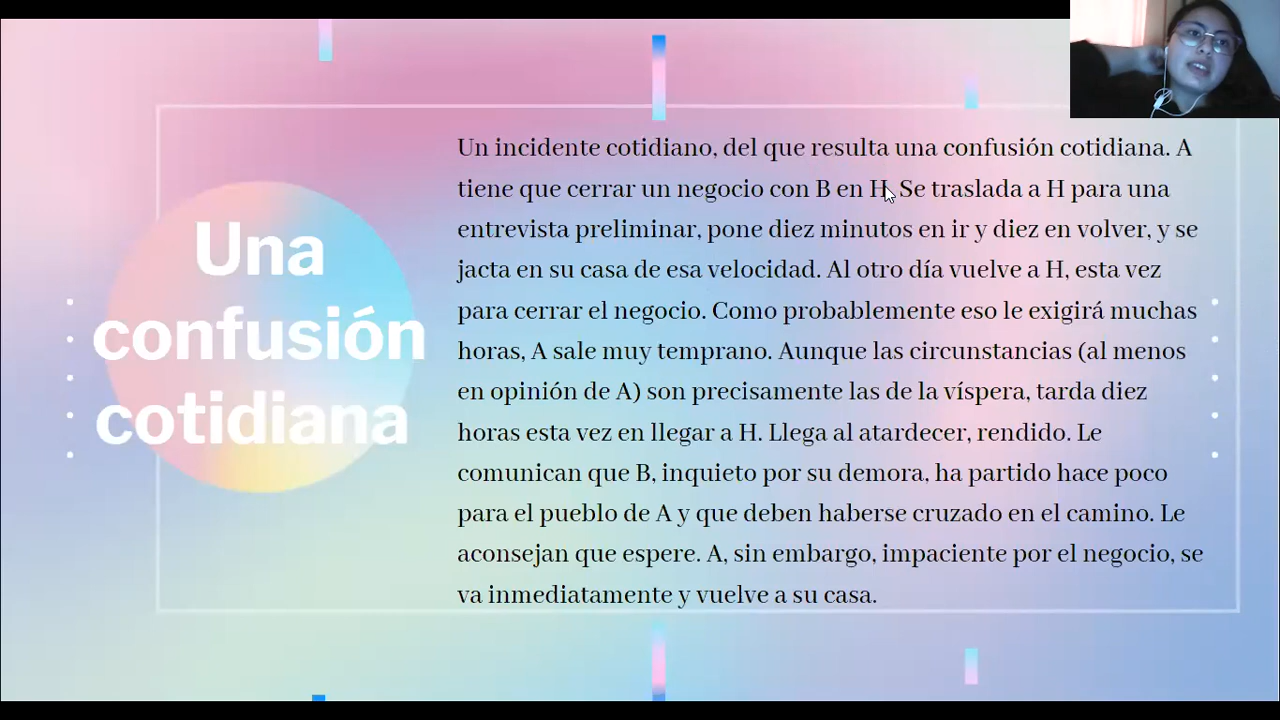 Una
confusión
cotidiana
Un incidente cotidiano, del que resulta una confusión cotidiana. A
tiene que cerrar un negocio con B en H. Se traslada a H para una
entrevista preliminar, pone diez minutos en ir y diez en volver, y se
jacta en su casa de esa velocidad. Al otro día vuelve a H, esta vez
para cerrar el negocio. Como probablemente eso le exigirá muchas
horas, A sale muy temprano. Aunque las circunstancias (al menos
en opinión de A) son precisamente las de la víspera, tarda diez
horas esta vez en llegar a H. Llega al atardecer, rendido. Le
comunican que B, inquieto por su demora, ha partido hace poco
para el pueblo de A y que deben haberse cruzado en el camino. Le
aconsejan que espere. A, sin embargo, impaciente por el negocio, se
va inmediatamente y vuelve a su casa.